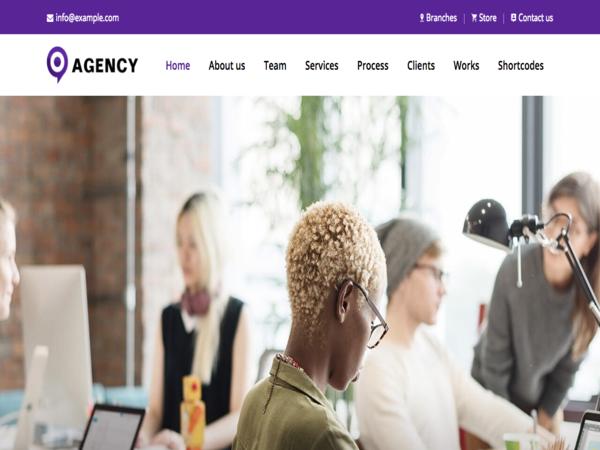 info@example.com
Branches | Store | Contact us
AGENCY
Home About us Team Services Process Clients Works Shortcodes